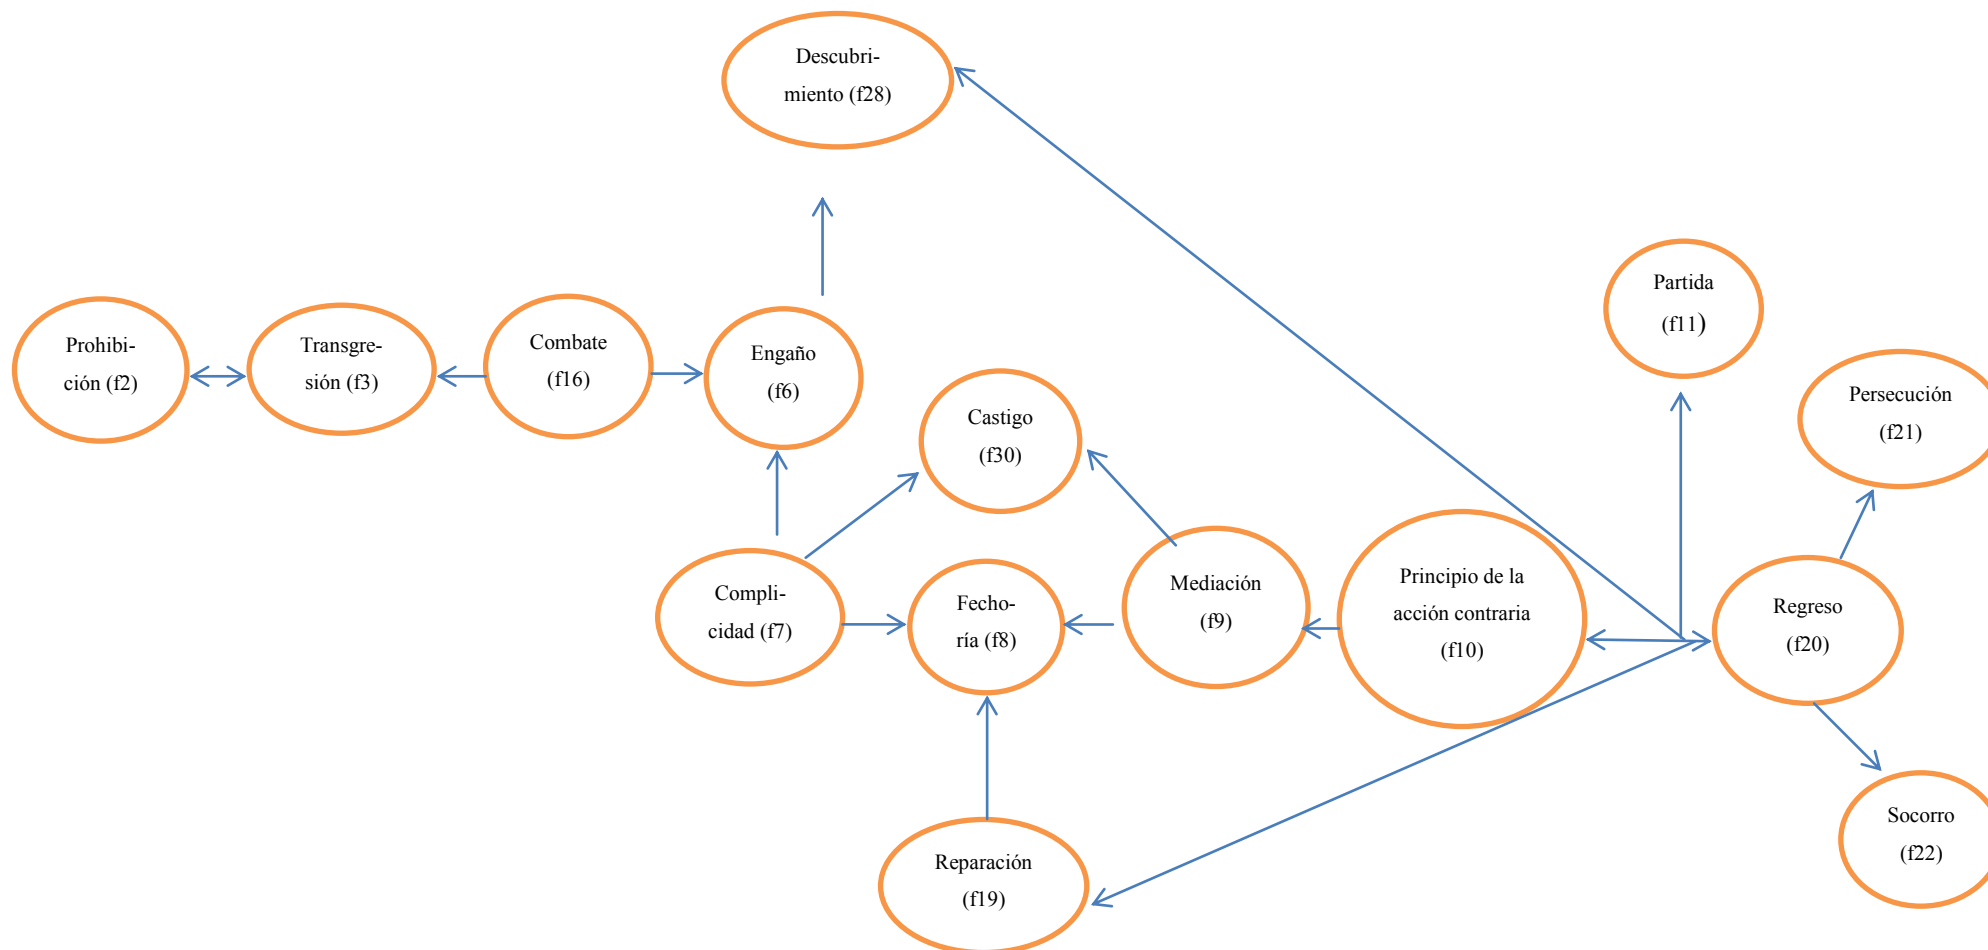 Descubri-
miento (f28)
Partida
(f11)
Prohibi-
ción (f2)
Transgre-
sión (f3)
Combate
(f16)
Engaño
(f6)
Castigo
(f30)
Persecución
(f21)
Compli-
cidad (f7)
Fecho-
ría (f8)
Mediación
(f9)
Principio de la
acción contraria
(f10)
Regreso
(f20)
Reparación
(f19)
Socorro
(f22)